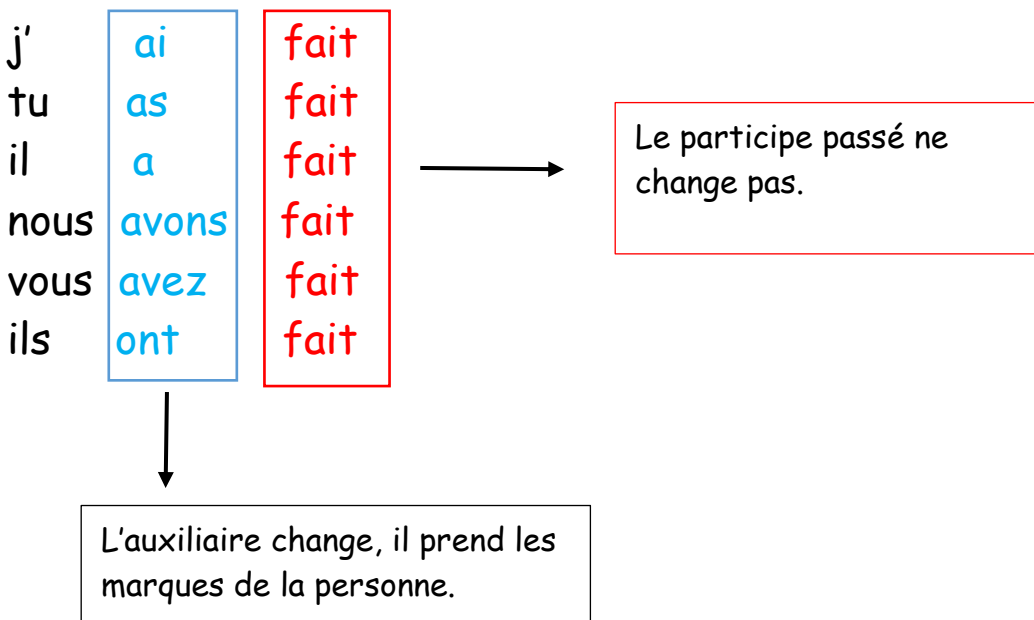 j' ai fait
tu as fait
il a fait
nous avons fait
vous avez fait
ils ont fait
Le participe passé ne
change pas.
L'auxiliaire change, il prend les
marques de la personne.